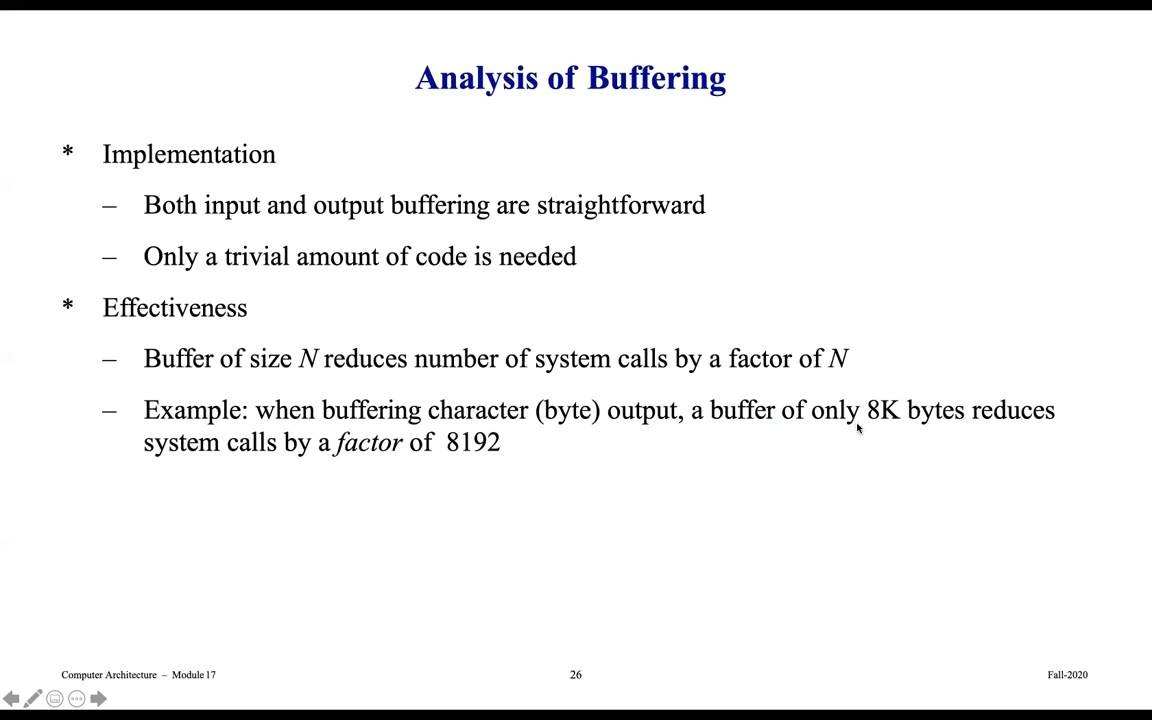 Analysis of Buffering
* Implementation
– Both input and output buffering are straightforward
– Only a trivial amount of code is needed
* Effectiveness
– Buffer of size N reduces number of system calls by a factor of N
– Example: when buffering character (byte) output, a buffer of only 8K bytes reduces
system calls by a factor of 8192
Computer Architecture – Module 17 26 Fall-2020